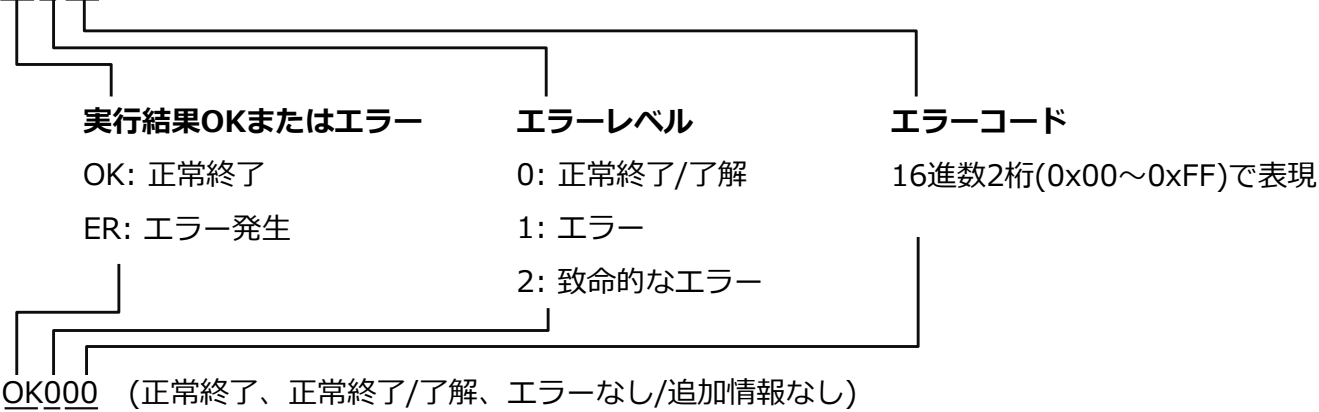 実行結果OKまたはエラー エラーレベル エラーコード
OK: 正常終了 0: 正常終了/了解 16進数2桁(0x00～0xFF)で表現
ER: エラー発生 1: エラー
2: 致命的なエラー
OK000 (正常終了、正常終了/了解、エラーなし/追加情報なし)